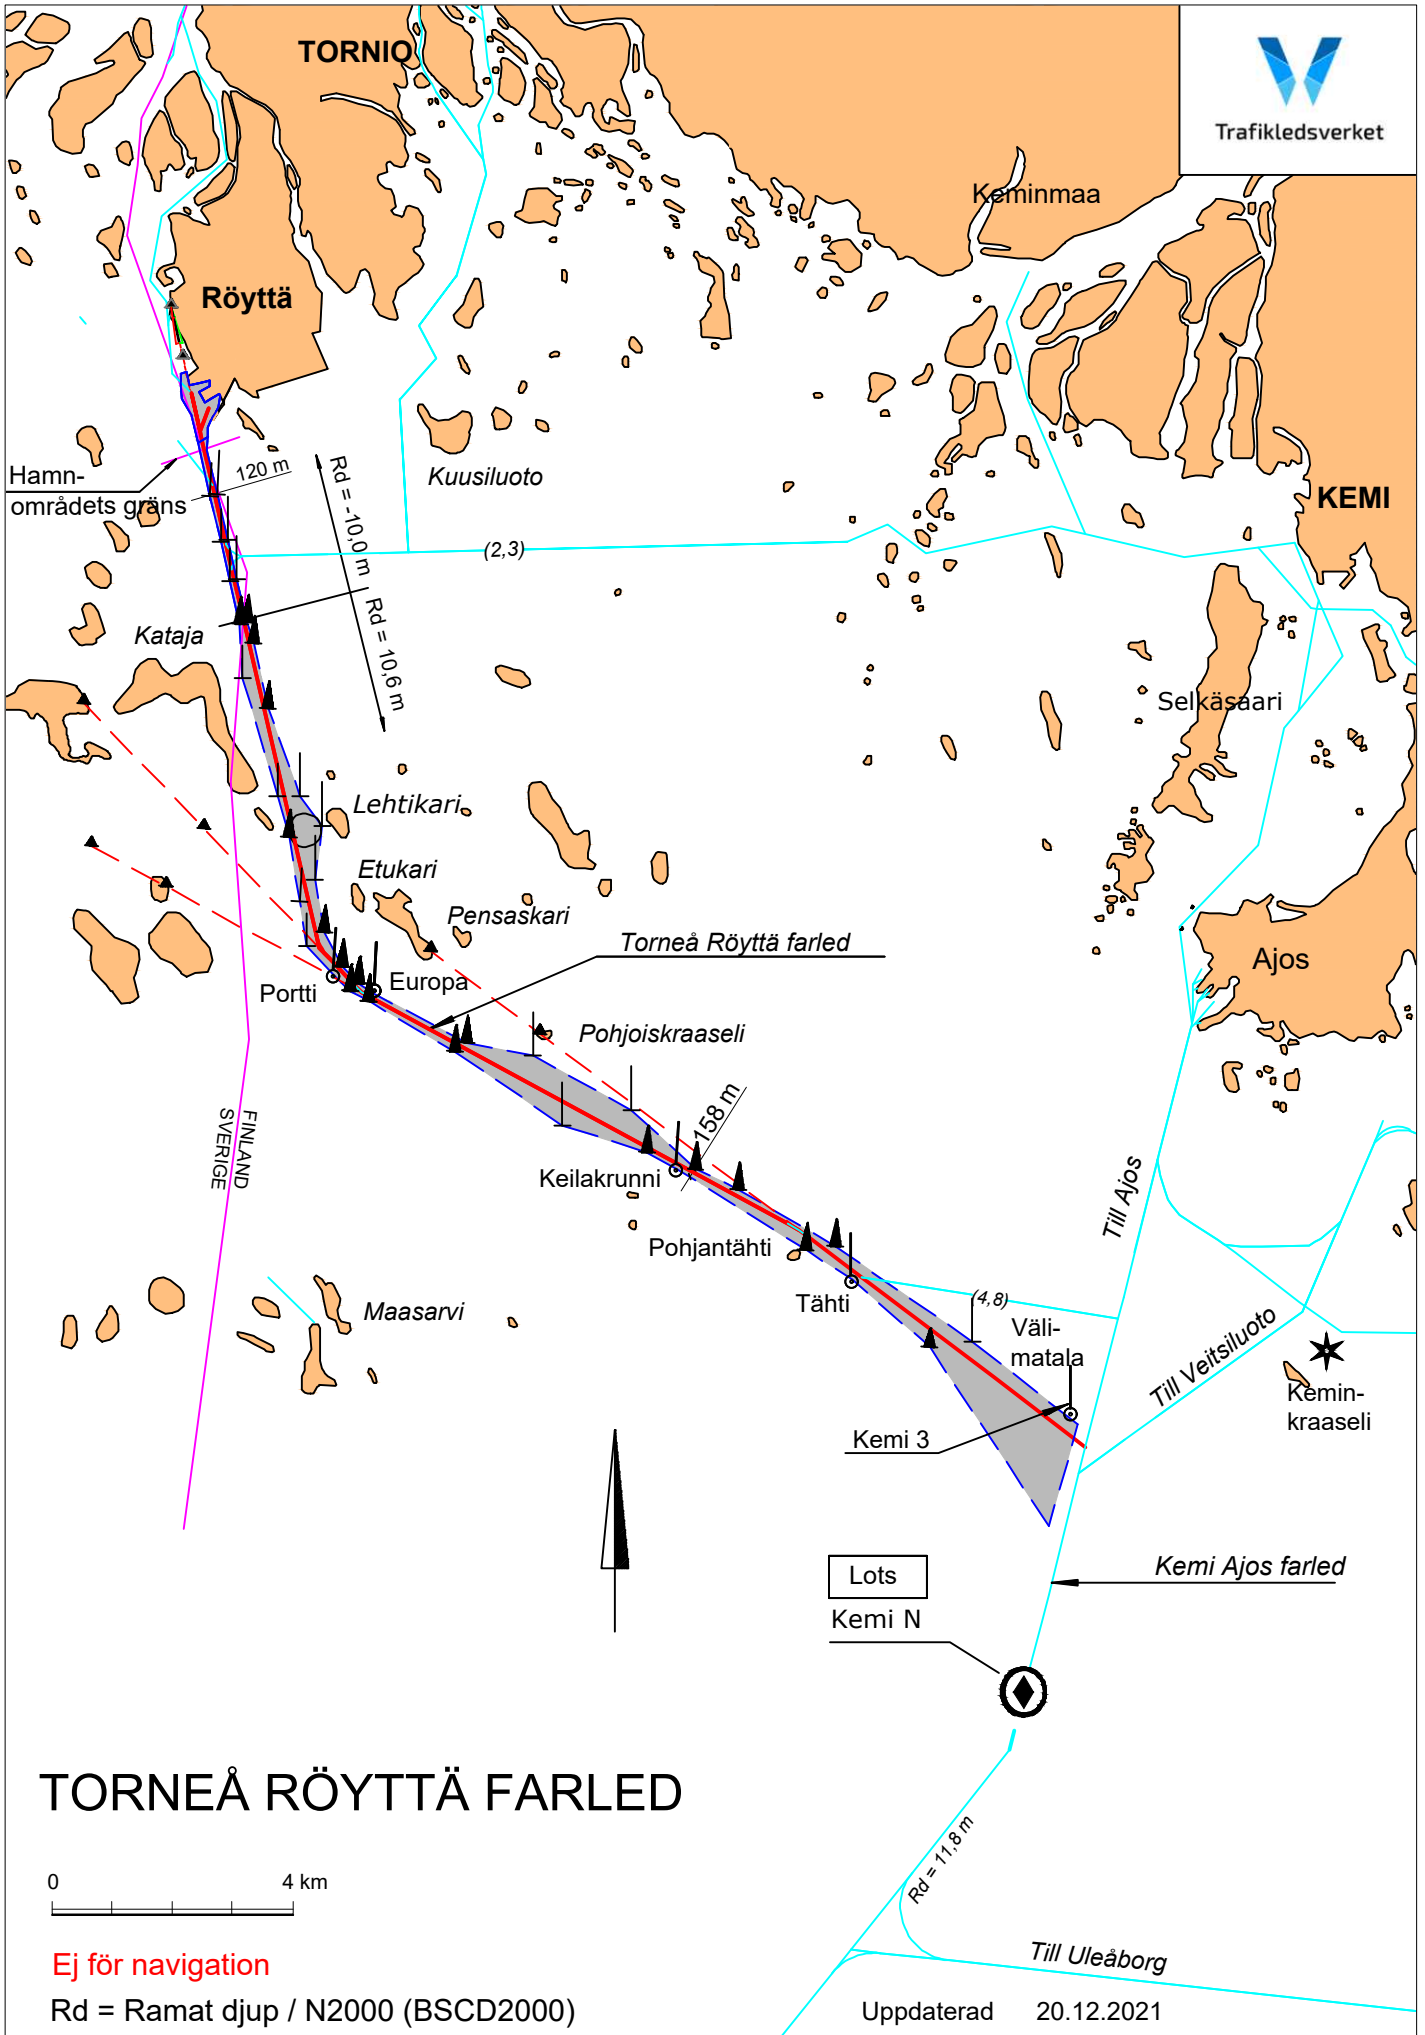 TORNIO
Trafikledsverket
Keminmaa
Röyttä
Hamn-
områdets gräns
120 m
Rd = -10,0 m
Rd = 10,6 m
Kuusiluoto
(2,3)
KEMI
Kataja
Selkäsaari
Lehtikari
Etukari
Pensaskari
Torneå Röyttä farled
Ajos
Portti
Europa
Pohjoiskraaseli
158 m
FINLAND
SVERIGE
Keilakrunni
Till Ajos
Pohjantähti
Tähti
(4,8)
Väli-
matala
Maasarvi
Till Veitsiluoto
Kemin-
kraaseli
Kemi 3
Lots
Kemi N
Kemi Ajos farled
TORNEÅ RÖYTTÄ FARLED
0 4 km
Rd = 11,8 m
Till Uleåborg
Ej för navigation
Rd = Ramat djup / N2000 (BSCD2000)
Uppdaterad 20.12.2021